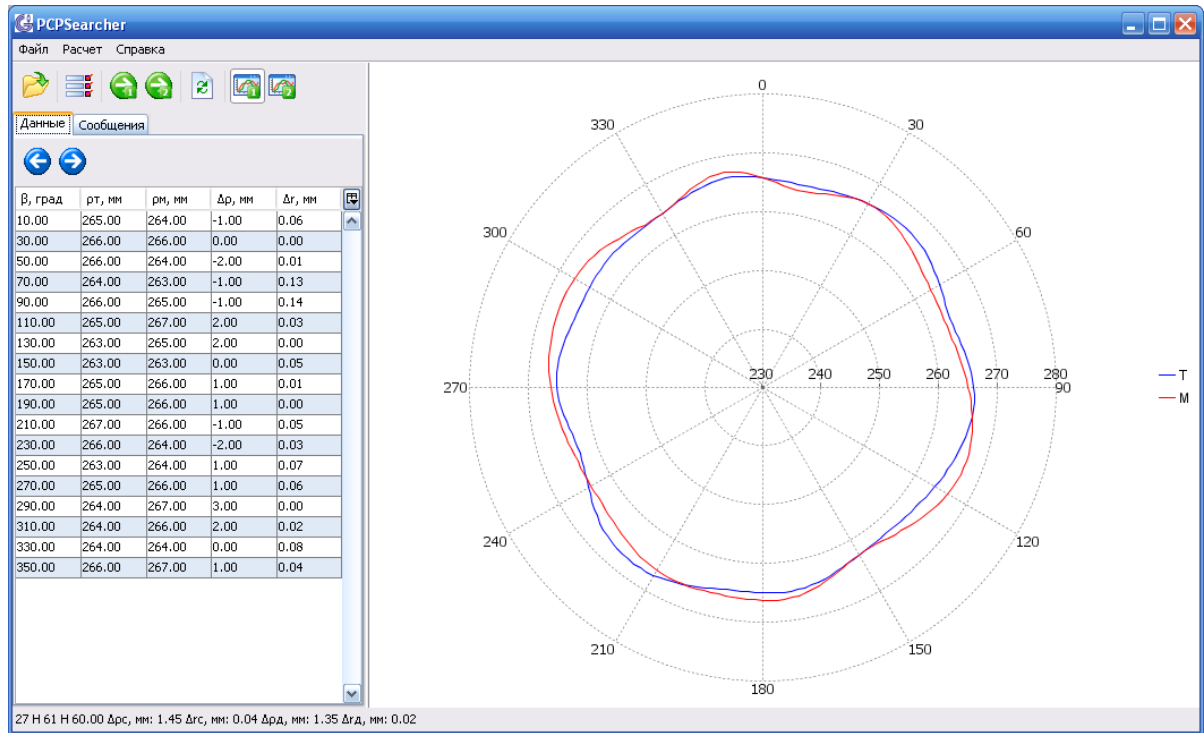 PCPSearcher
Файл Расчет Справка
Данные Сообщения
β, град ρт, мм ρм, мм Δρ, мм Δr, мм
10.00 265.00 264.00 -1.00 0.06
30.00 266.00 266.00 0.00 0.00
50.00 266.00 264.00 -2.00 0.01
70.00 264.00 263.00 -1.00 0.13
90.00 266.00 265.00 -1.00 0.14
110.00 265.00 267.00 2.00 0.03
130.00 263.00 265.00 2.00 0.00
150.00 263.00 263.00 0.00 0.05
170.00 265.00 266.00 1.00 0.01
190.00 265.00 266.00 1.00 0.00
210.00 267.00 266.00 -1.00 0.05
230.00 266.00 264.00 -2.00 0.03
250.00 263.00 264.00 1.00 0.07
270.00 265.00 266.00 1.00 0.06
290.00 264.00 267.00 3.00 0.00
310.00 264.00 266.00 2.00 0.02
330.00 264.00 264.00 0.00 0.08
350.00 266.00 267.00 1.00 0.04
0
330 30
300 60
230 240 250 260 270 280
270 90
T
M
240 120
210 150
180
27 H 61 H 60.00 Δρс, мм: 1.45 Δrс, мм: 0.04 Δρд, мм: 1.35 Δrд, мм: 0.02